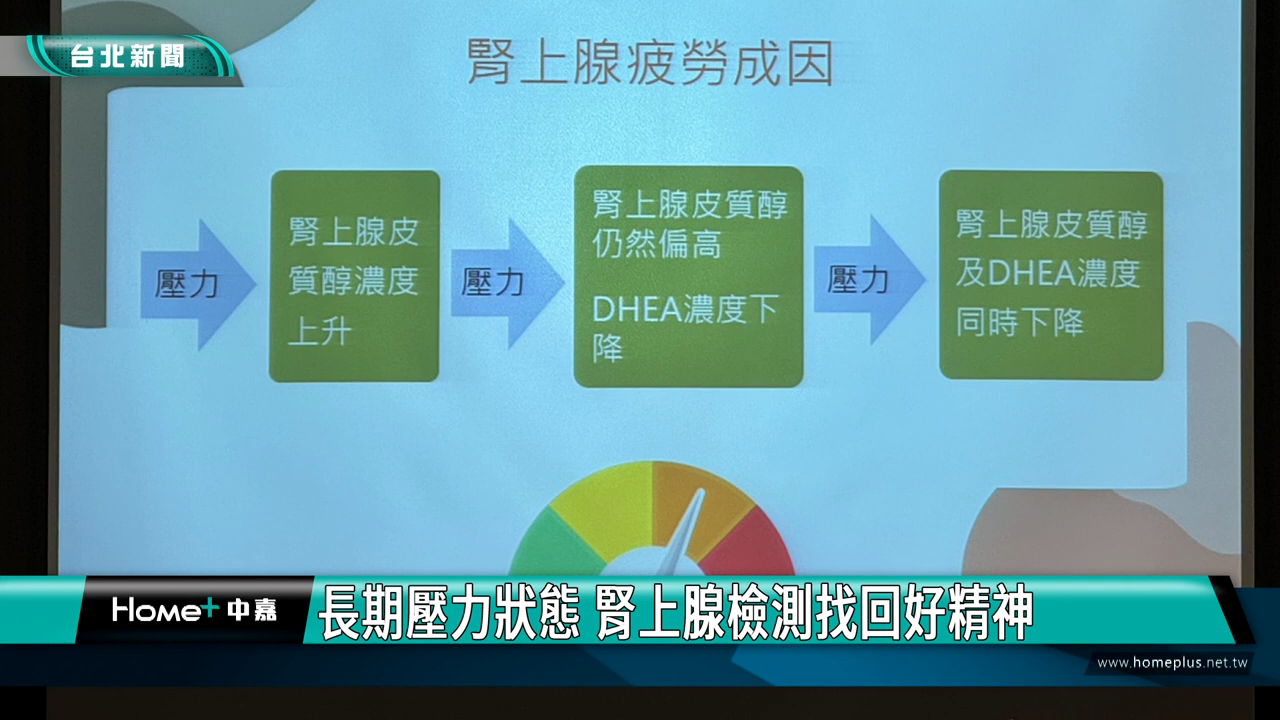 台北新聞
腎上腺疲勞成因
壓力
腎上腺皮
質醇濃度
上升
壓力
腎上腺皮質醇
仍然偏高
DHEA濃度下
降
壓力
腎上腺皮質醇
及DHEA濃度
同時下降
Home+中嘉
長期壓力狀態 腎上腺檢測找回好精神
www.homeplus.net.tw